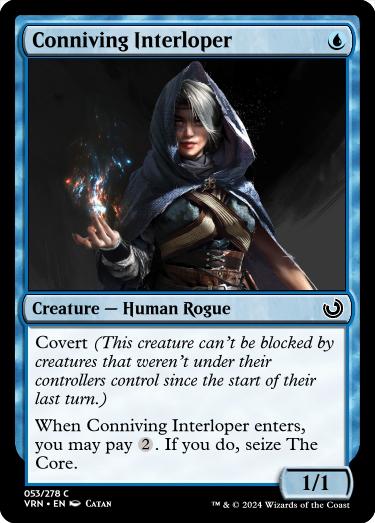 Conniving Interloper
Creature — Human Rogue
Covert (This creature can't be blocked by
creatures that weren't under their
controllers control since the start of their
last turn.)
When Conniving Interloper enters,
you may pay 2. If you do, seize The
Core.
1/1
053/278 C
VRN • EN Catan
™ & © 2024 Wizards of the Coast